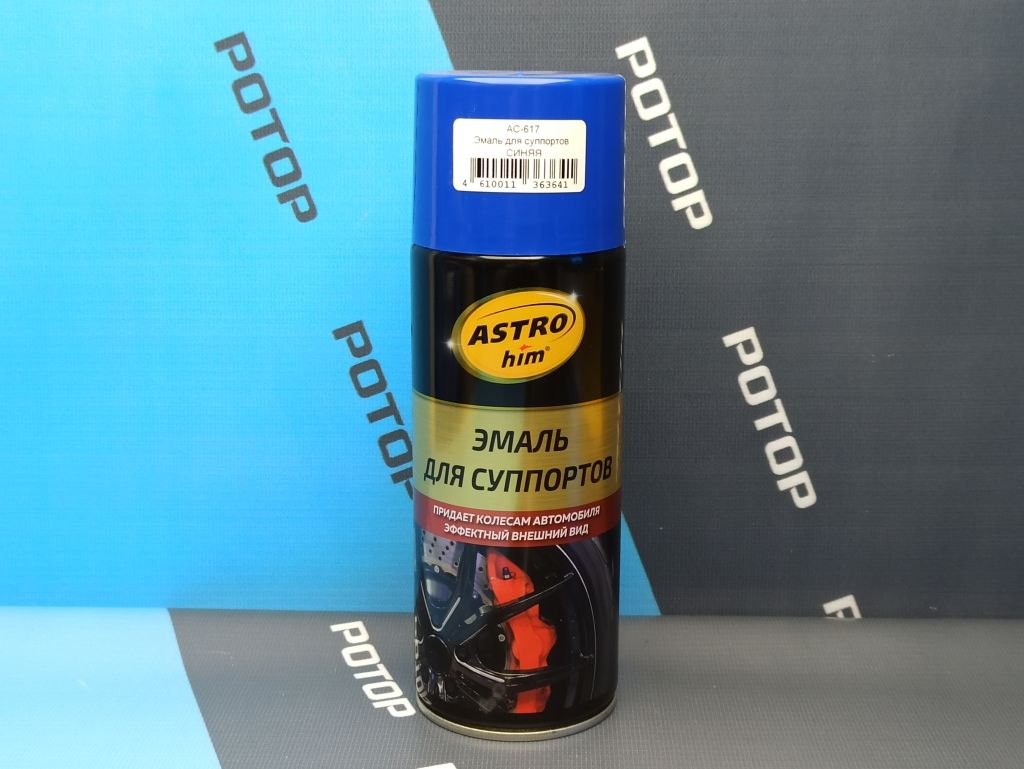 РОТОР
РОТОР
AC-617
Эмаль для суппортов
СИНЯЯ
4 610011 363641
ASTRO
him®
РОТОР
РОТОР
ЭМАЛЬ
ДЛЯ СУППОРТОВ
ПРИДАЕТ КОЛЕСАМ АВТОМОБИЛЯ
ЭФФЕКТНЫЙ ВНЕШНИЙ ВИД
РОТОР